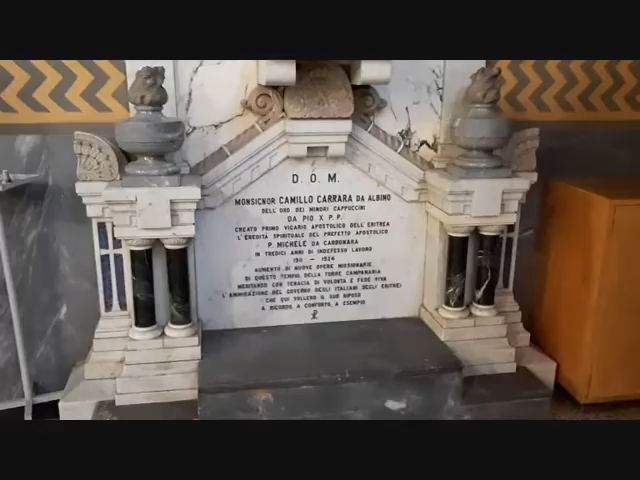 D. O. M.
MONSIGNOR CAMILLO CARRARA DA ALBINO
DELL'ORD. DEI MINORI CAPPUCCINI
DA PIO X P.P.
CREATO PRIMO VICARIO APOSTOLICO DELL'ERITREA
L'EREDITÀ SPIRITUALE DEL PREFETTO APOSTOLICO
P. MICHELE DA CARBONARA
IN TREDICI ANNI DI INDEFESSO LAVORO
1911 – 1924
AUMENTÒ DI NUOVE OPERE MISSIONARIE
DI QUESTO TEMPIO, DELLA TORRE CAMPANARIA
MERITANDO CON TENACIA DI VOLONTÀ E FEDE VIVA
L'AMMIRAZIONE DEL GOVERNO DEGLI ITALIANI DEGLI ERITREI
CHE QUI VOLLERO IL SUO RIPOSO
A RICORDO, A CONFORTO, A ESEMPIO.